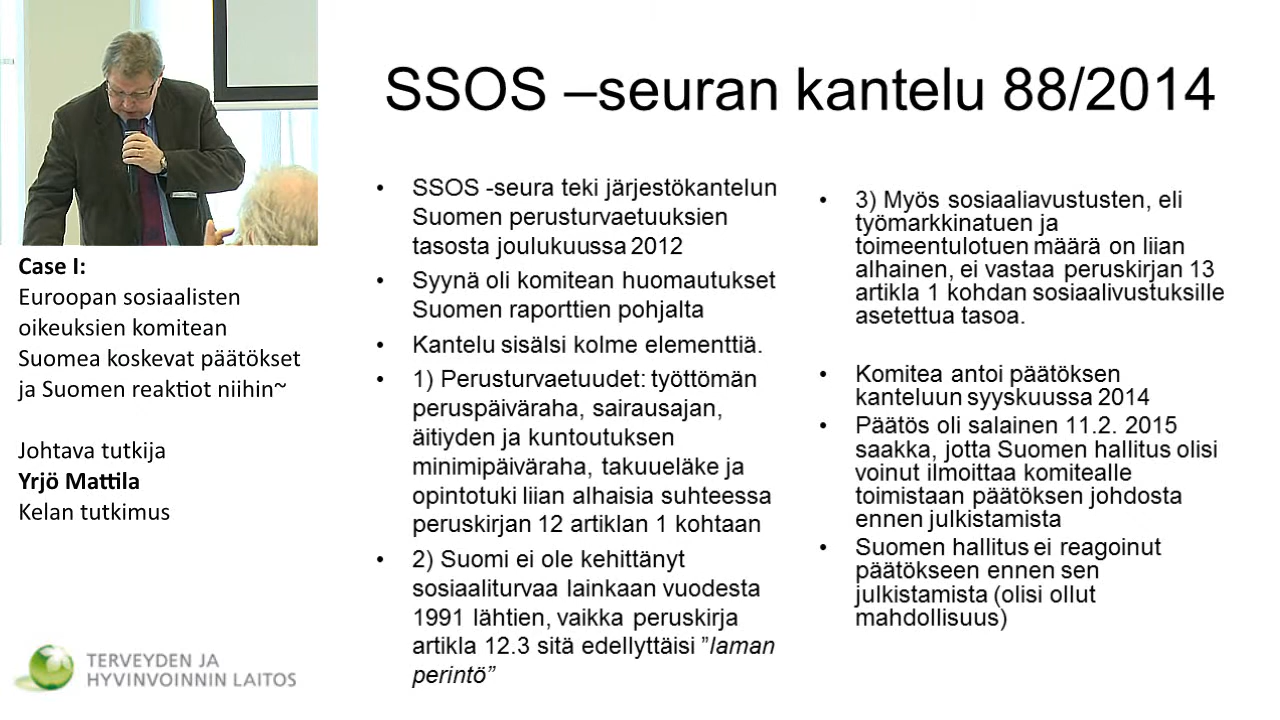 SSOS –seuran kantelu 88/2014
Case I:
Euroopan sosiaalisten
oikeuksien komitean
Suomea koskevat päätökset
ja Suomen reaktiot niihin~
Johtava tutkija
Yrjö Mattila
Kelan tutkimus
TERVEYDEN JA
HYVINVOINNIN LAITOS
• SSOS -seura teki järjestökantelun
Suomen perusturvaetuuksien
tasosta joulukuussa 2012
• Syynä oli komitean huomautukset
Suomen raporttien pohjalta
• Kantelu sisälsi kolme elementtiä.
• 1) Perusturvaetuudet: työttömän
peruspäiväraha, sairausajan,
äitiyden ja kuntoutuksen
minimipäiväraha, takuueläke ja
opintotuki liian alhaisia suhteessa
peruskirjan 12 artiklan 1 kohtaan
• 2) Suomi ei ole kehittänyt
sosiaaliturvaa lainkaan vuodesta
1991 lähtien, vaikka peruskirja
artikla 12.3 sitä edellyttäisi ”laman
perintö”
• 3) Myös sosiaaliavustusten, eli
työmarkkinatuen ja
toimeentulotuen määrä on liian
alhainen, ei vastaa peruskirjan 13
artikla 1 kohdan sosiaalivustuksille
asetettua tasoa.
• Komitea antoi päätöksen
kanteluun syyskuussa 2014
• Päätös oli salainen 11.2. 2015
saakka, jotta Suomen hallitus olisi
voinut ilmoittaa komitealle
toimistaan päätöksen johdosta
ennen julkistamista
• Suomen hallitus ei reagoinut
päätökseen ennen sen
julkistamista (olisi ollut
mahdollisuus)